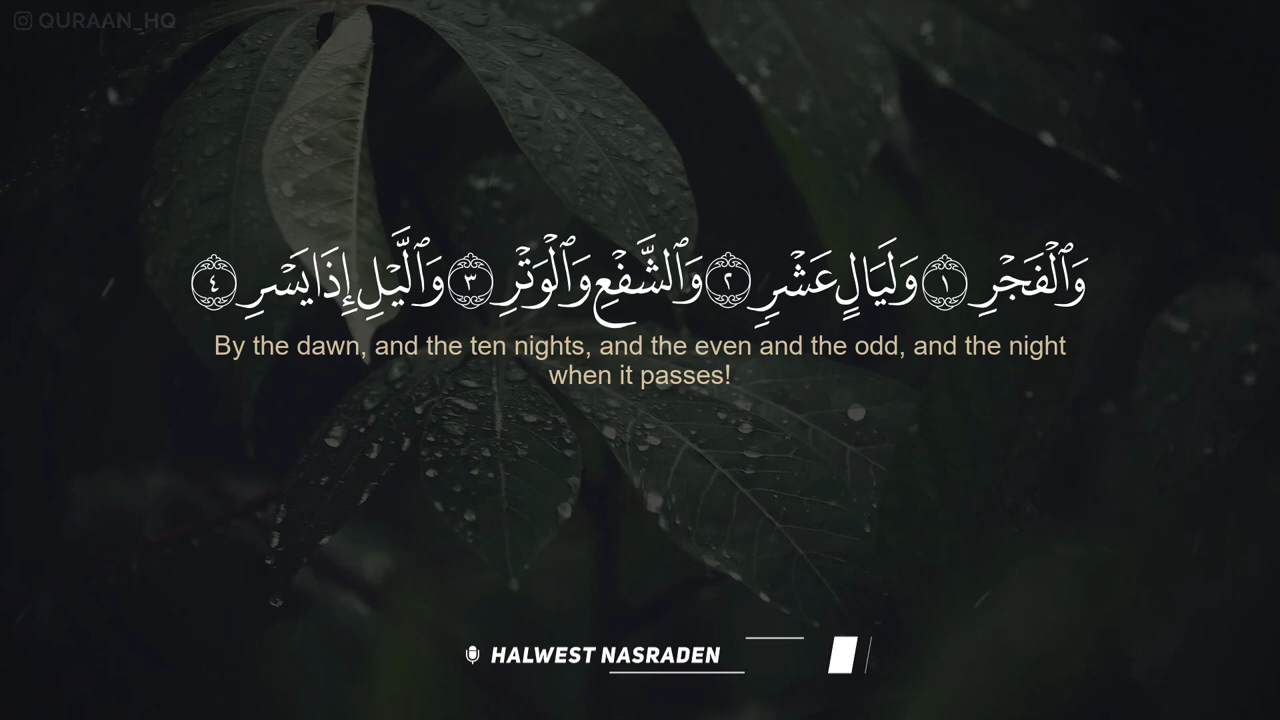 QURAAN_HQ
وَٱلْفَجْرِ ١ وَلَيَالٍ عَشْرٍ ٢ وَٱلشَّفْعِ وَٱلْوَتْرِ ٣ وَٱلَّيْلِ إِذَا يَسْرِ ٤
By the dawn, and the ten nights, and the even and the odd, and the night
when it passes!
HALWEST NASRADEN